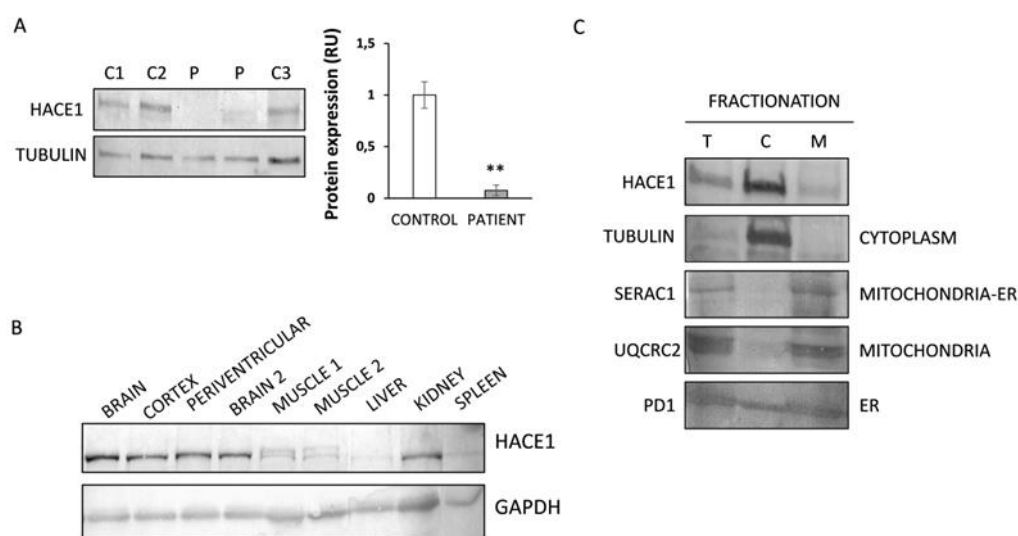 A
C1 C2 P P C3
HACE1
TUBULIN
Protein expression (RU)
1,5
1
0,5
0
**
CONTROL PATIENT
B
BRAIN
CORTEX
PERIVENTRICULAR
BRAIN 2
MUSCLE 1
MUSCLE 2
LIVER
KIDNEY
SPLEEN
HACE1
GAPDH
C
FRACTIONATION
T C M
HACE1
TUBULIN CYTOPLASM
SERAC1 MITOCHONDRIA-ER
UQCRC2 MITOCHONDRIA
PD1 ER